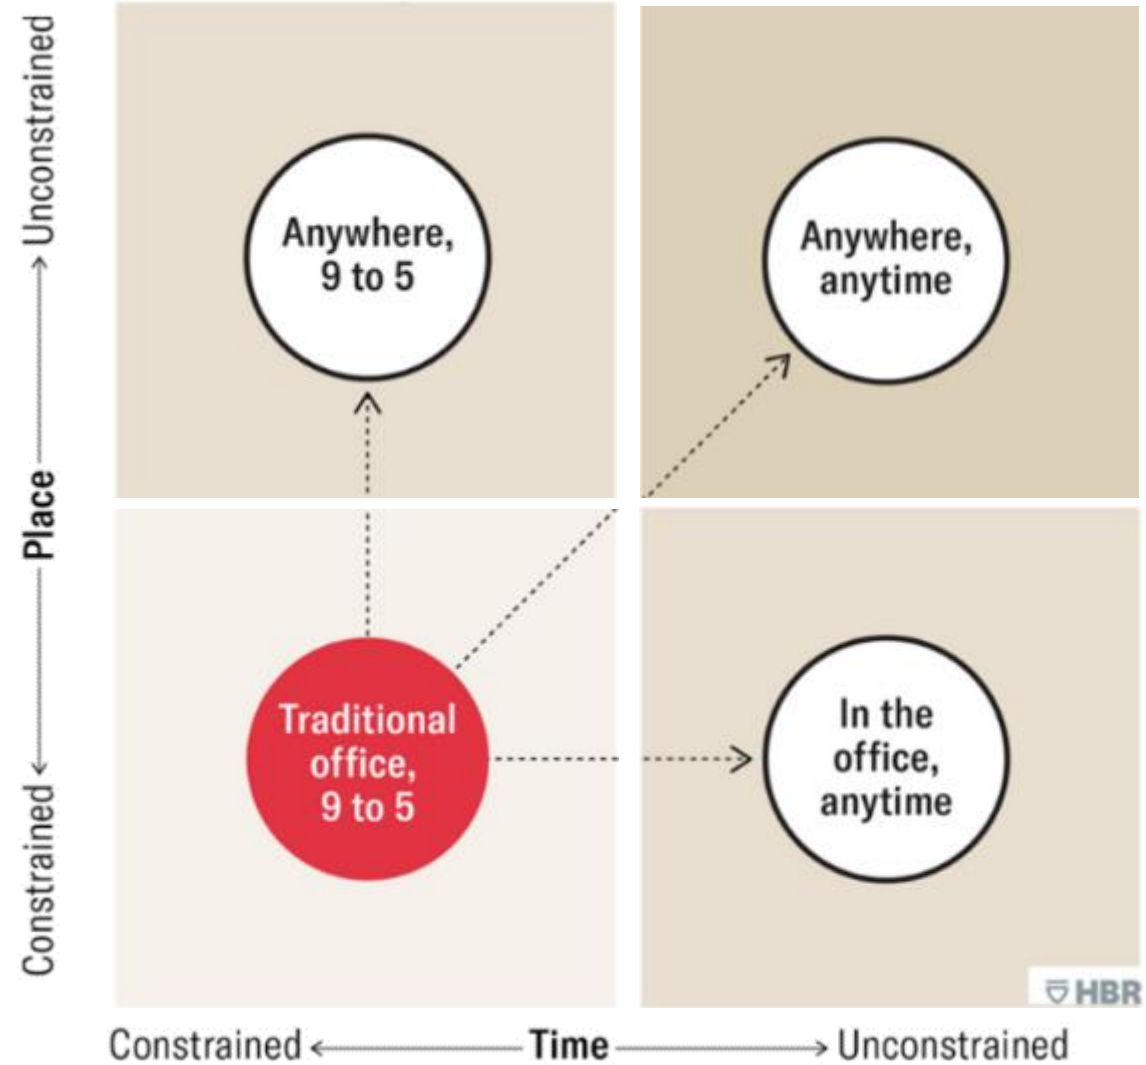 Unconstrained
Place
Constrained
Anywhere,
9 to 5
Anywhere,
anytime
Traditional
office,
9 to 5
In the
office,
anytime
HBR
Constrained Time Unconstrained